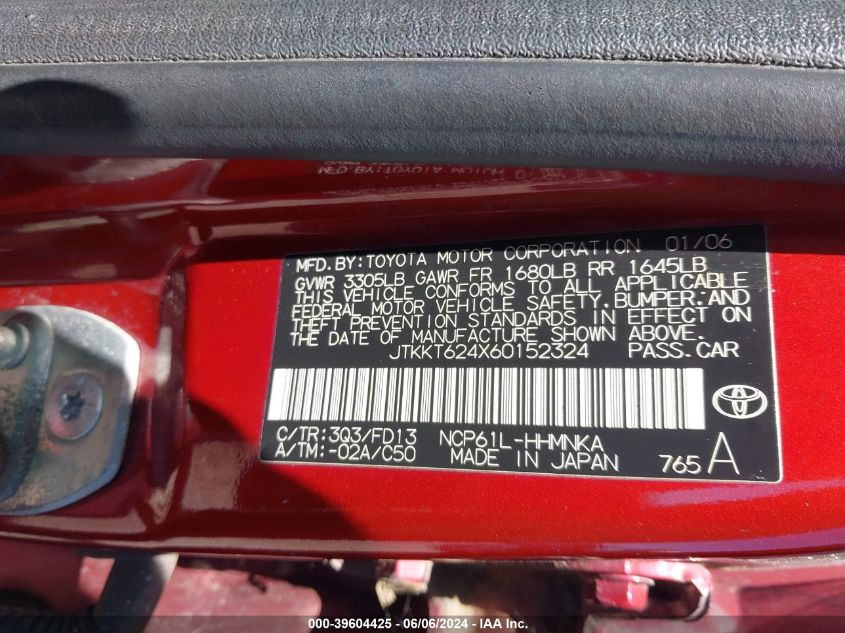 MFD. BY: TOYOTA MOTOR CORPORATION 01/06
GVWR 3305LB GAWR FR 1680LB RR 1645LB
THIS VEHICLE CONFORMS TO ALL APPLICABLE
FEDERAL MOTOR VEHICLE SAFETY, BUMPER, AND
THEFT PREVENTION STANDARDS IN EFFECT ON
THE DATE OF MANUFACTURE SHOWN ABOVE.
JTKKT624X60152324 PASS. CAR
C/TR: 3Q3/FD13 NCP61L-HHMNKA
A/TM: -02A/C50 MADE IN JAPAN 765 A
000-39604425 - 06/06/2024 - IAA Inc.